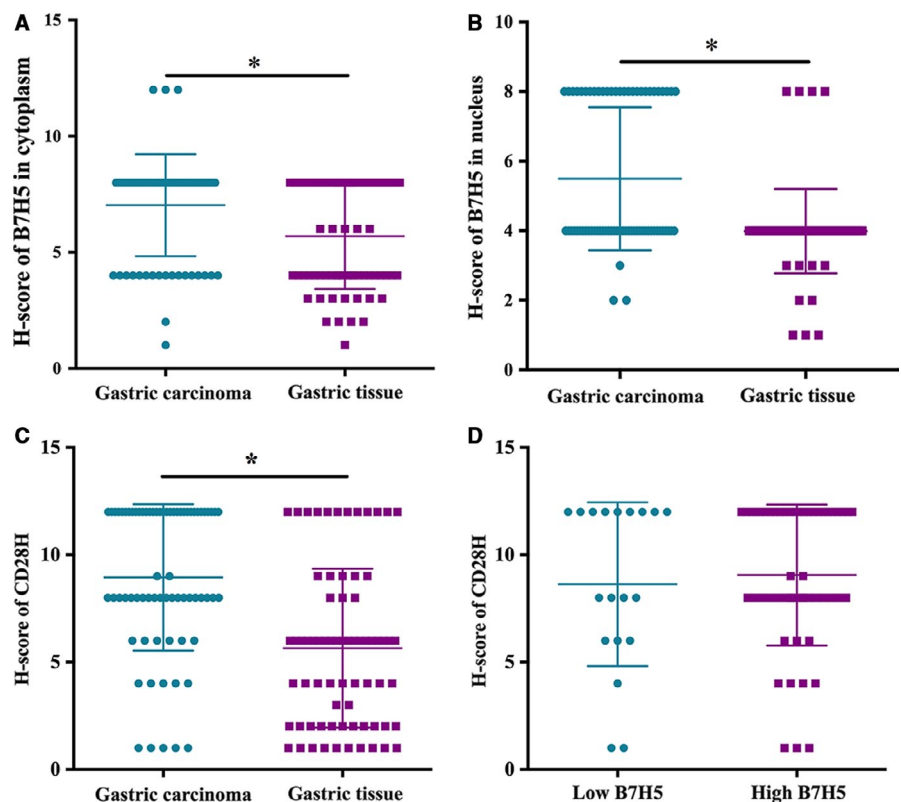 A
H-score of B7H5 in cytoplasm
15
10
5
0
*
Gastric carcinoma Gastric tissue
B
H-score of B7H5 in nucleus
10
8
6
4
2
0
*
Gastric carcinoma Gastric tissue
C
H-score of CD28H
15
10
5
0
*
Gastric carcinoma Gastric tissue
D
H-score of CD28H
15
10
5
0
Low B7H5 High B7H5